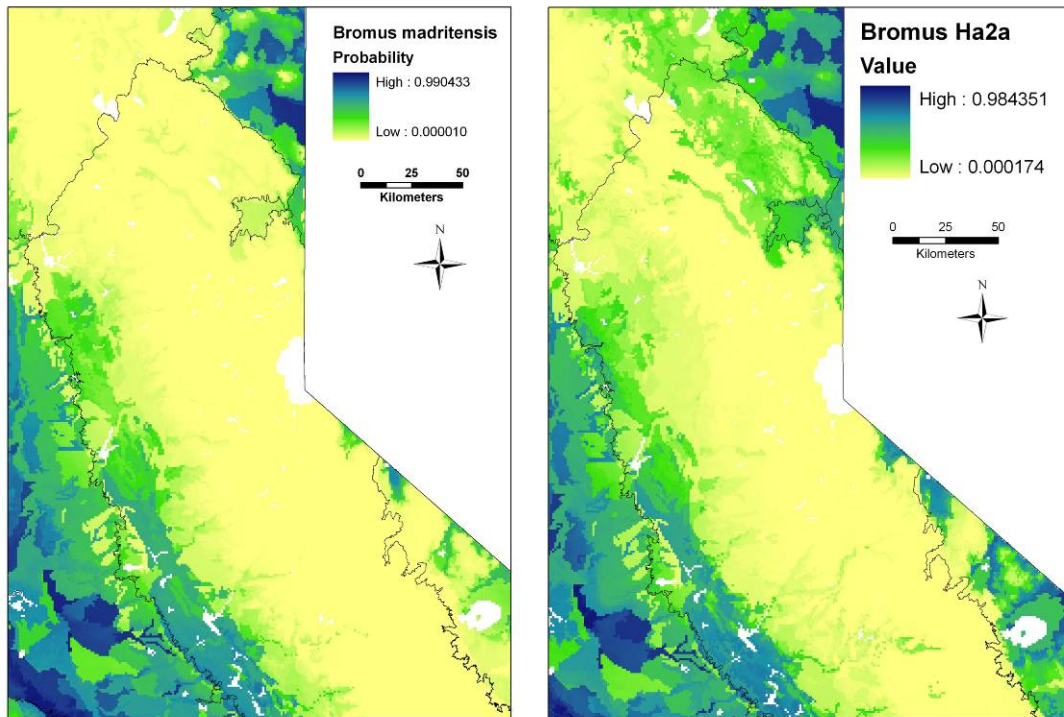 Bromus madritensis
Probability
High : 0.990433
Low : 0.000010
0 25 50
Kilometers
N
Bromus Ha2a
Value
High : 0.984351
Low : 0.000174
0 25 50
Kilometers
N